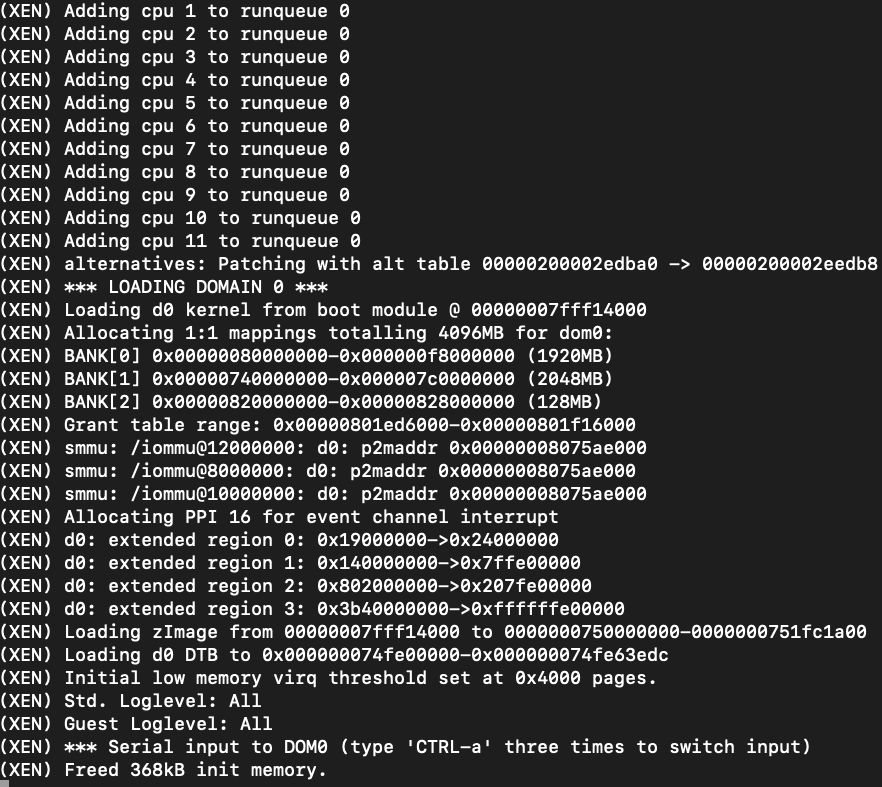 (XEN) Adding cpu 1 to runqueue 0
(XEN) Adding cpu 2 to runqueue 0
(XEN) Adding cpu 3 to runqueue 0
(XEN) Adding cpu 4 to runqueue 0
(XEN) Adding cpu 5 to runqueue 0
(XEN) Adding cpu 6 to runqueue 0
(XEN) Adding cpu 7 to runqueue 0
(XEN) Adding cpu 8 to runqueue 0
(XEN) Adding cpu 9 to runqueue 0
(XEN) Adding cpu 10 to runqueue 0
(XEN) Adding cpu 11 to runqueue 0
(XEN) alternatives: Patching with alt table 00000200002edba0 -> 00000200002eedb8
(XEN) *** LOADING DOMAIN 0 ***
(XEN) Loading d0 kernel from boot module @ 00000007fff14000
(XEN) Allocating 1:1 mappings totalling 4096MB for dom0:
(XEN) BANK[0] 0x00000080000000-0x000000f8000000 (1920MB)
(XEN) BANK[1] 0x00000740000000-0x000007c0000000 (2048MB)
(XEN) BANK[2] 0x00000820000000-0x00000828000000 (128MB)
(XEN) Grant table range: 0x00000801ed6000-0x00000801f16000
(XEN) smmu: /iommu@12000000: d0: p2maddr 0x00000008075ae000
(XEN) smmu: /iommu@8000000: d0: p2maddr 0x00000008075ae000
(XEN) smmu: /iommu@10000000: d0: p2maddr 0x00000008075ae000
(XEN) Allocating PPI 16 for event channel interrupt
(XEN) d0: extended region 0: 0x19000000->0x24000000
(XEN) d0: extended region 1: 0x140000000->0x7ffe00000
(XEN) d0: extended region 2: 0x802000000->0x207fe00000
(XEN) d0: extended region 3: 0x3b40000000->0xffffffe00000
(XEN) Loading zImage from 00000007fff14000 to 0000000750000000-0000000751fc1a00
(XEN) Loading d0 DTB to 0x000000074fe00000-0x000000074fe63edc
(XEN) Initial low memory virq threshold set at 0x4000 pages.
(XEN) Std. Loglevel: All
(XEN) Guest Loglevel: All
(XEN) *** Serial input to DOM0 (type 'CTRL-a' three times to switch input)
(XEN) Freed 368kB init memory.